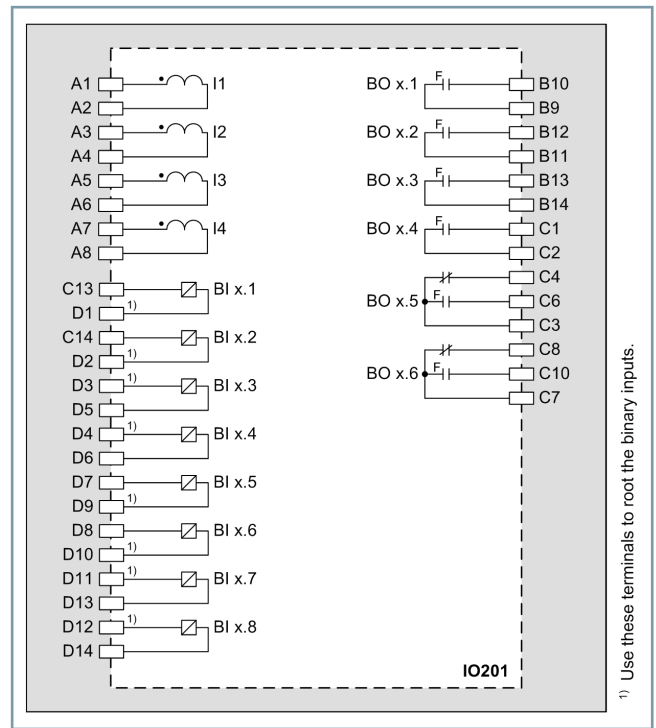 A1 I1 BO x.1 F B10
A2 B9
A3 I2 BO x.2 F B12
A4 B11
A5 I3 BO x.3 F B13
A6 B14
A7 I4 BO x.4 F C1
A8 C2
C4
C13 BI x.1
BO x.5 F C6
D1 1)
C3
C14 BI x.2
C8
D2 1)
BO x.6 F C10
D3 1) BI x.3
C7
D5
D4 1) BI x.4
D6
D7 BI x.5
D9 1)
D8 BI x.6
D10 1)
D11 1) BI x.7
D13
D12 1) BI x.8
D14
IO201
1) Use these terminals to root the binary inputs.